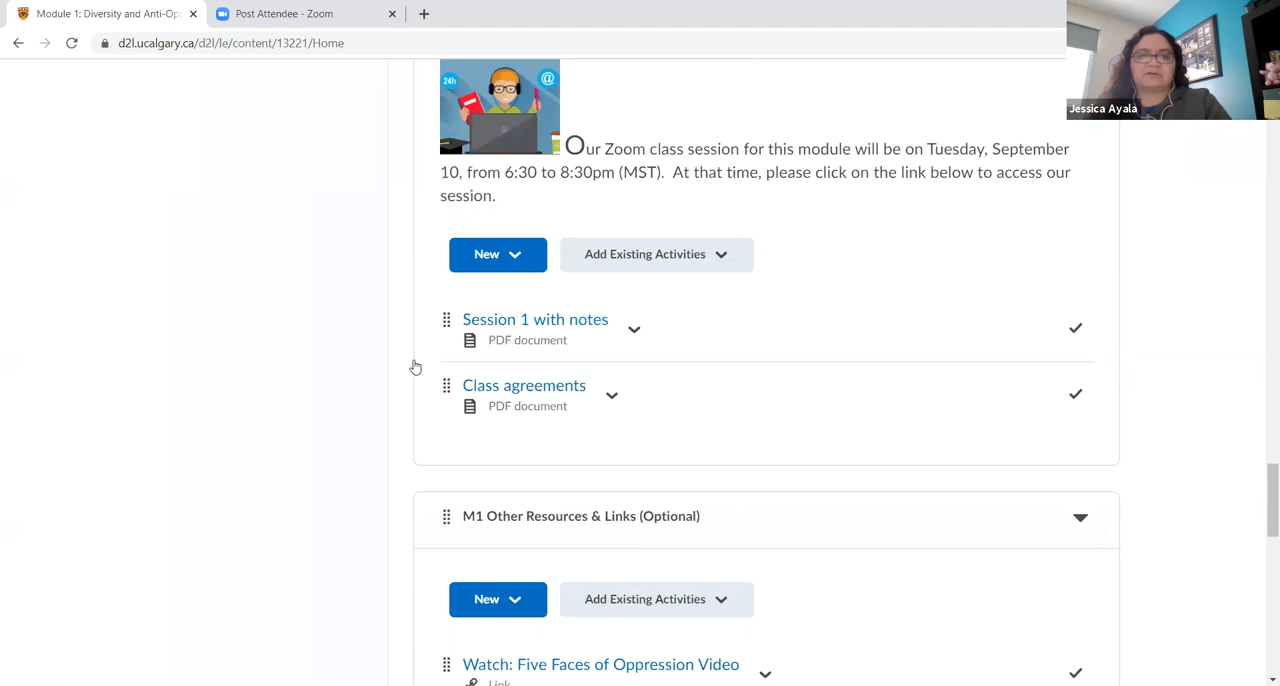 Module 1: Diversity and Anti-Op
Post Attendee - Zoom
d2l.ucalgary.ca/d2l/le/content/13221/Home
Jessica Ayala
24h
@
Our Zoom class session for this module will be on Tuesday, September
10, from 6:30 to 8:30pm (MST). At that time, please click on the link below to access our
session.
New
Add Existing Activities
Session 1 with notes
PDF document
Class agreements
PDF document
M1 Other Resources & Links (Optional)
New
Add Existing Activities
Watch: Five Faces of Oppression Video
Link